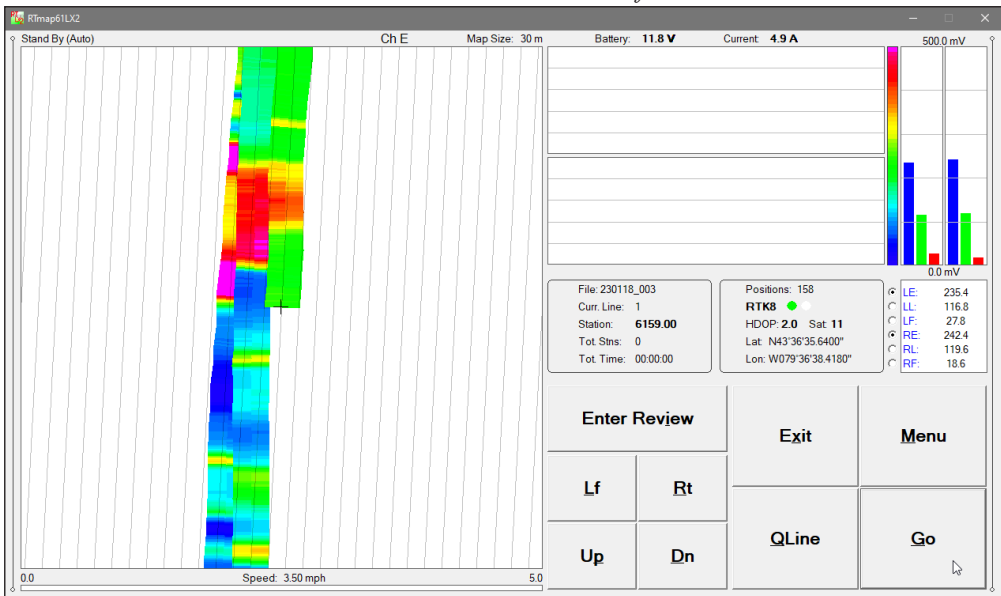 RTmap61LX2
Stand By (Auto) Ch E Map Size: 30 m
Battery: 11.8 V Current: 4.9 A
500.0 mV
0.0 mV
File: 230118_003
Curr. Line: 1
Station: 6159.00
Tot. Stns: 0
Tot. Time: 00:00:00
Positions: 158
RTK8
HDOP: 2.0 Sat: 11
Lat: N43°36'35.6400"
Lon: W079°36'38.4180"
LE: 235.4
LL: 116.8
LF: 27.8
RE: 242.4
RL: 119.6
RF: 18.6
Enter Review
Exit
Menu
Lf
Rt
Up
Dn
QLine
Go
0.0 Speed: 3.50 mph 5.0